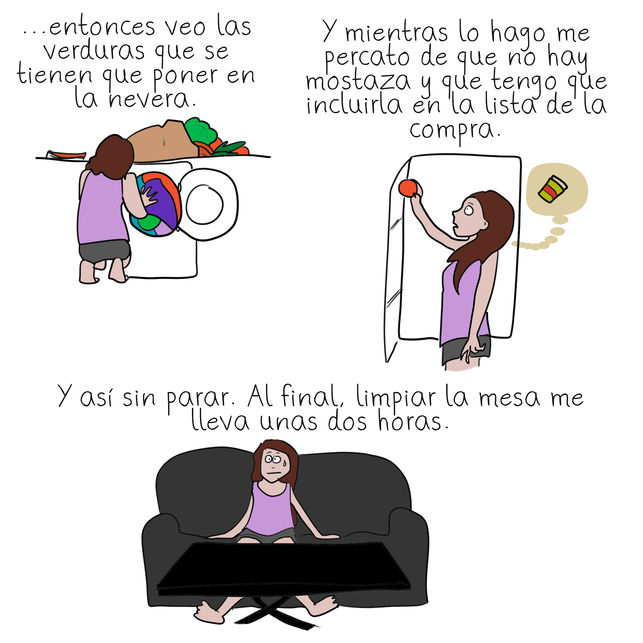 ...entonces veo las
verduras que se
tienen que poner en
la nevera.
Y mientras lo hago me
percato de que no hay
mostaza y que tengo que
incluirla en la lista de la
compra.
Y así sin parar. Al final, limpiar la mesa me
lleva unas dos horas.